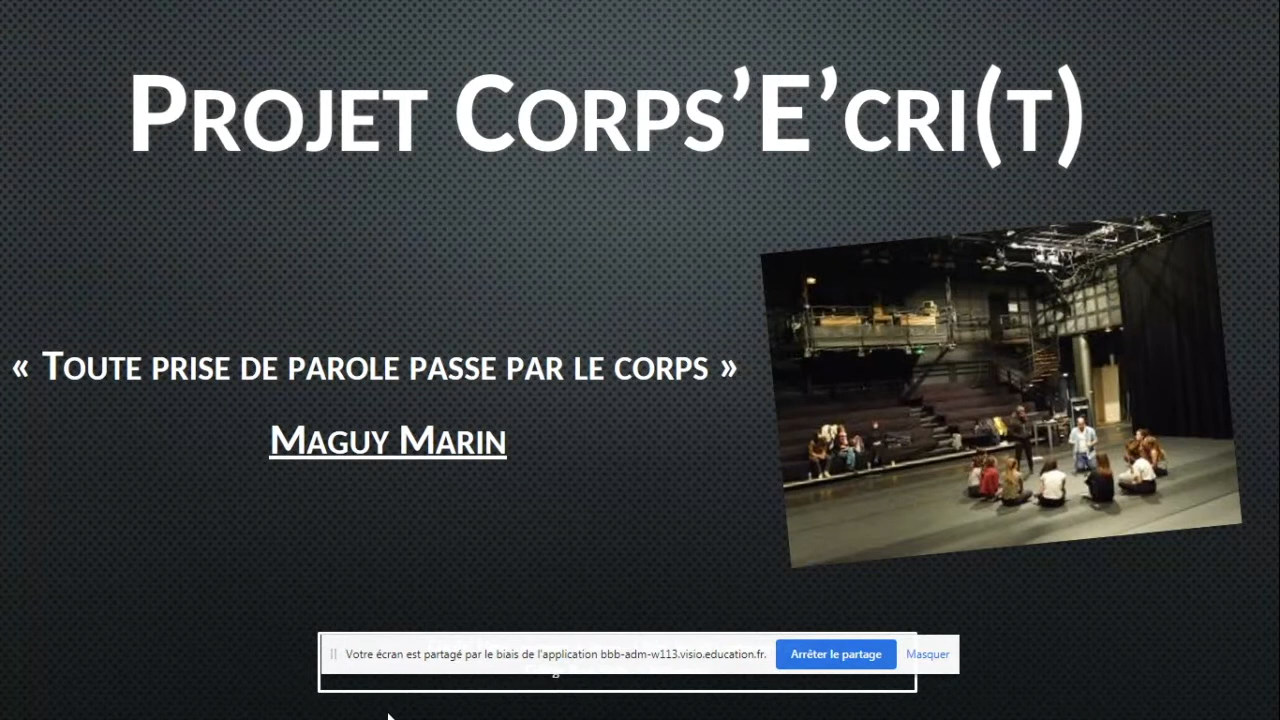 Projet Corps’E’cri(t)
« Toute prise de parole passe par le corps »
Maguy Marin
Votre écran est partagé par le biais de l'application bbb-adm-w113.visio.education.fr.
Arrêter le partage
Masquer